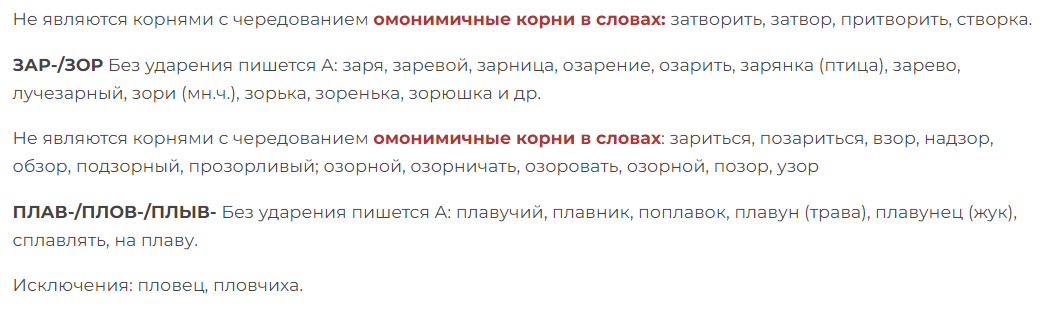 Не являются корнями с чередованием омонимичные корни в словах: затворить, затвор, притворить, створка.
ЗАР-/ЗОР Без ударения пишется А: заря, заревой, зарница, озарение, озарить, зарянка (птица), зарево,
лучезарный, зори (мн.ч.), зорька, зоренька, зорюшка и др.
Не являются корнями с чередованием омонимичные корни в словах: зариться, позариться, взор, надзор,
обзор, подзорный, прозорливый; озорной, озорничать, озоровать, озорной, позор, узор
ПЛАВ-/ПЛОВ-/ПЛЫВ- Без ударения пишется А: плавучий, плавник, поплавок, плавун (трава), плавунец (жук),
сплавлять, на плаву.
Исключения: пловец, пловчиха.